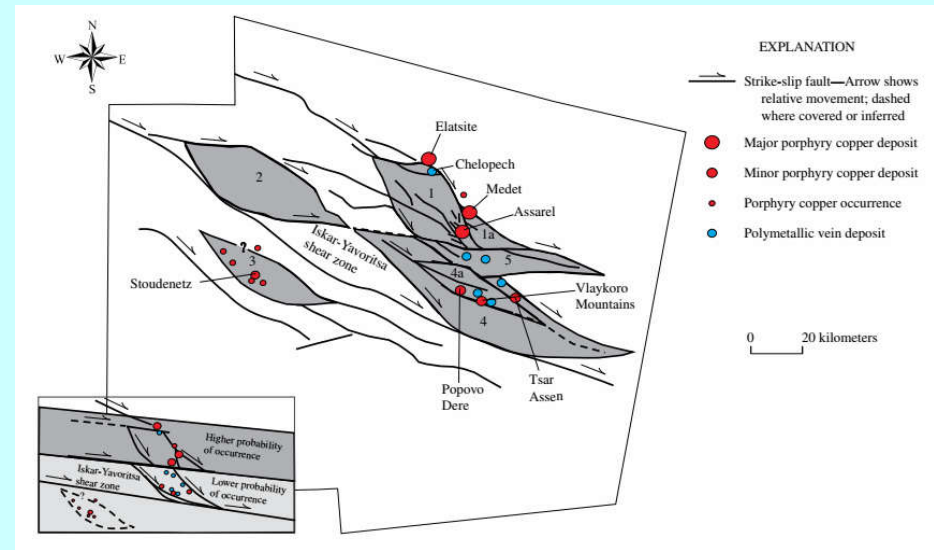 N
W E
S
EXPLANATION
Strike-slip fault—Arrow shows
relative movement; dashed
where covered or inferred
Major porphyry copper deposit
Minor porphyry copper deposit
Porphyry copper occurrence
Polymetallic vein deposit
0 20 kilometers
Elatsite
Chelopech
Medet
Assarel
1
1a
2
Iskar-Yavoritsa
shear zone
?
3
Stoudenetz
5
4a
4
Vlaykoro
Mountains
Popovo
Dere
Tsar
Assen
Higher probability
of occurrence
Iskar-Yavoritsa
shear zone
Lower probability
of occurrence
?